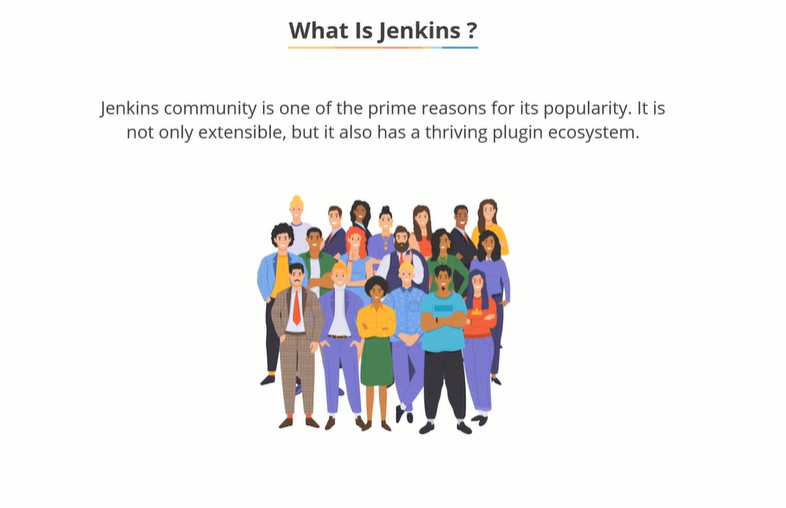 What Is Jenkins ?
Jenkins community is one of the prime reasons for its popularity. It is
not only extensible, but it also has a thriving plugin ecosystem.